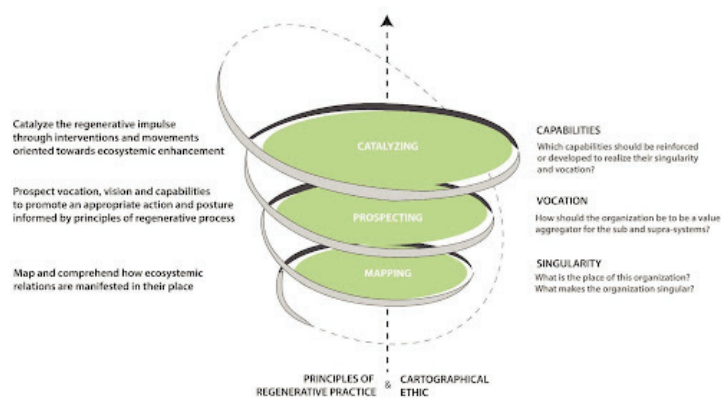 Catalyze the regenerative impulse
through interventions and movements
oriented towards ecosystemic enhancement
CATALYZING
CAPABILITIES
Which capabilities should be reinforced
or developed to realize their singularity
and vocation?
Prospect vocation, vision and capabilities
to promote an appropriate action and posture
informed by principles of regenerative process
PROSPECTING
VOCATION
How should the organization be to be a value
aggregator for the sub and supra-systems?
Map and comprehend how ecosystemic
relations are manifested in their place
MAPPING
SINGULARITY
What is the place of this organization?
What makes the organization singular?
PRINCIPLES OF
REGENERATIVE PRACTICE
&
CARTOGRAPHICAL
ETHIC